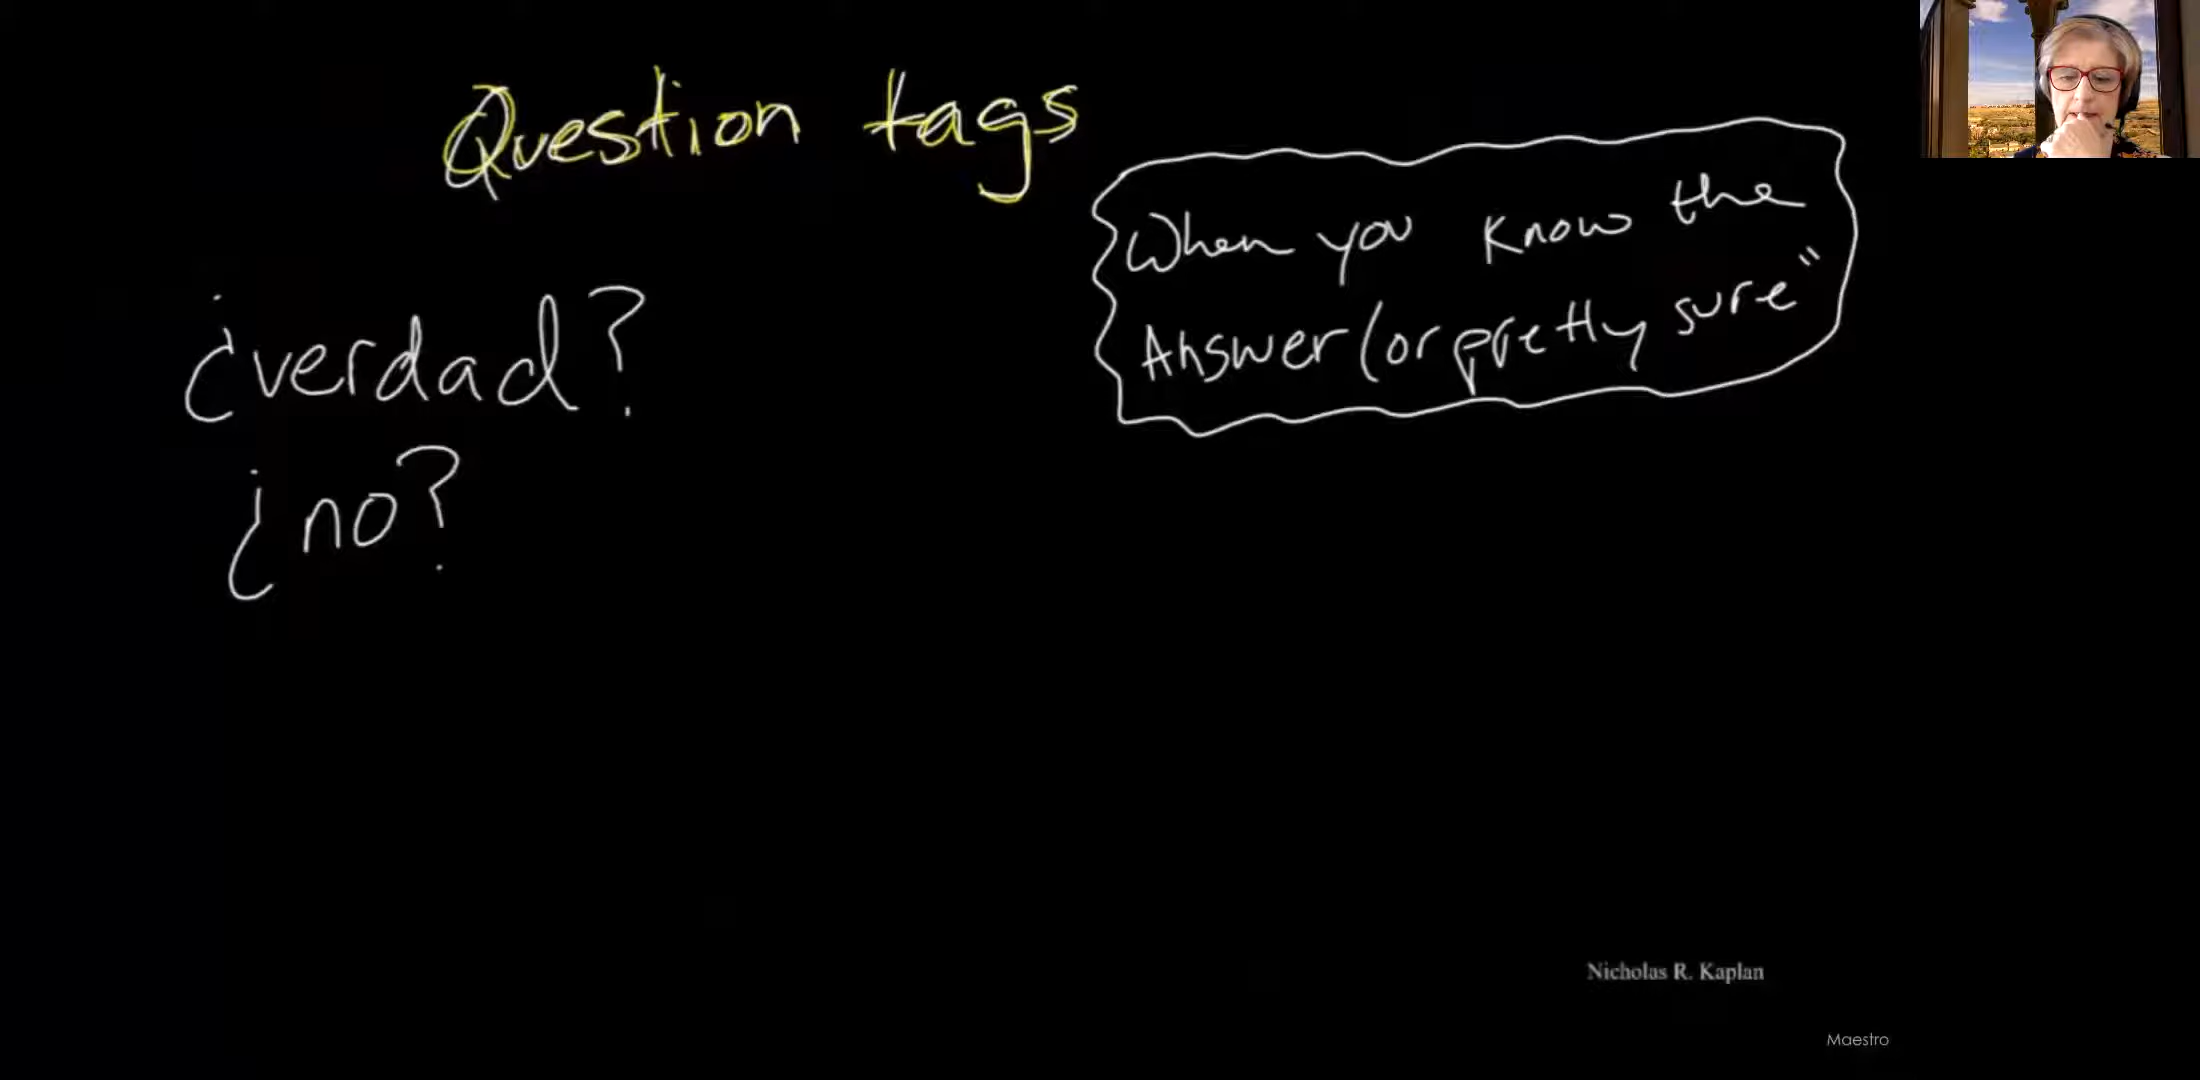 Question tags
When you know the
Answer (or pretty sure"
¿verdad?
¿no?
Nicholas R. Kaplan
Maestro